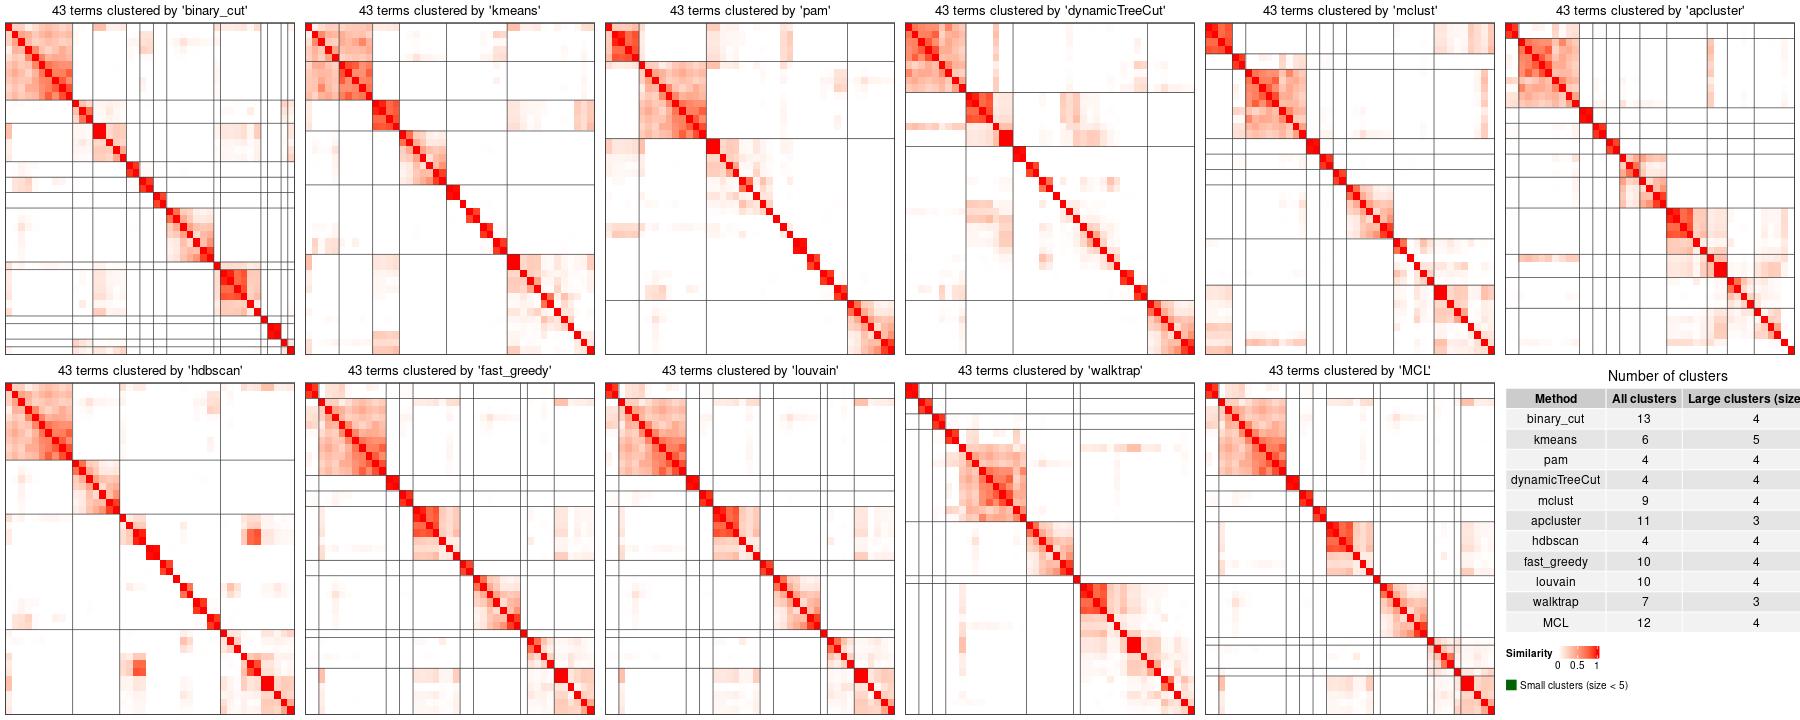 43 terms clustered by 'binary_cut'
43 terms clustered by 'kmeans'
43 terms clustered by 'pam'
43 terms clustered by 'dynamicTreeCut'
43 terms clustered by 'mclust'
43 terms clustered by 'apcluster'
43 terms clustered by 'hdbscan'
43 terms clustered by 'fast_greedy'
43 terms clustered by 'louvain'
43 terms clustered by 'walktrap'
43 terms clustered by 'MCL'
Number of clusters
Method All clusters Large clusters (size
binary_cut 13 4
kmeans 6 5
pam 4 4
dynamicTreeCut 4 4
mclust 9 4
apcluster 11 3
hdbscan 4 4
fast_greedy 10 4
louvain 10 4
walktrap 7 3
MCL 12 4
Similarity
0 0.5 1
Small clusters (size < 5)